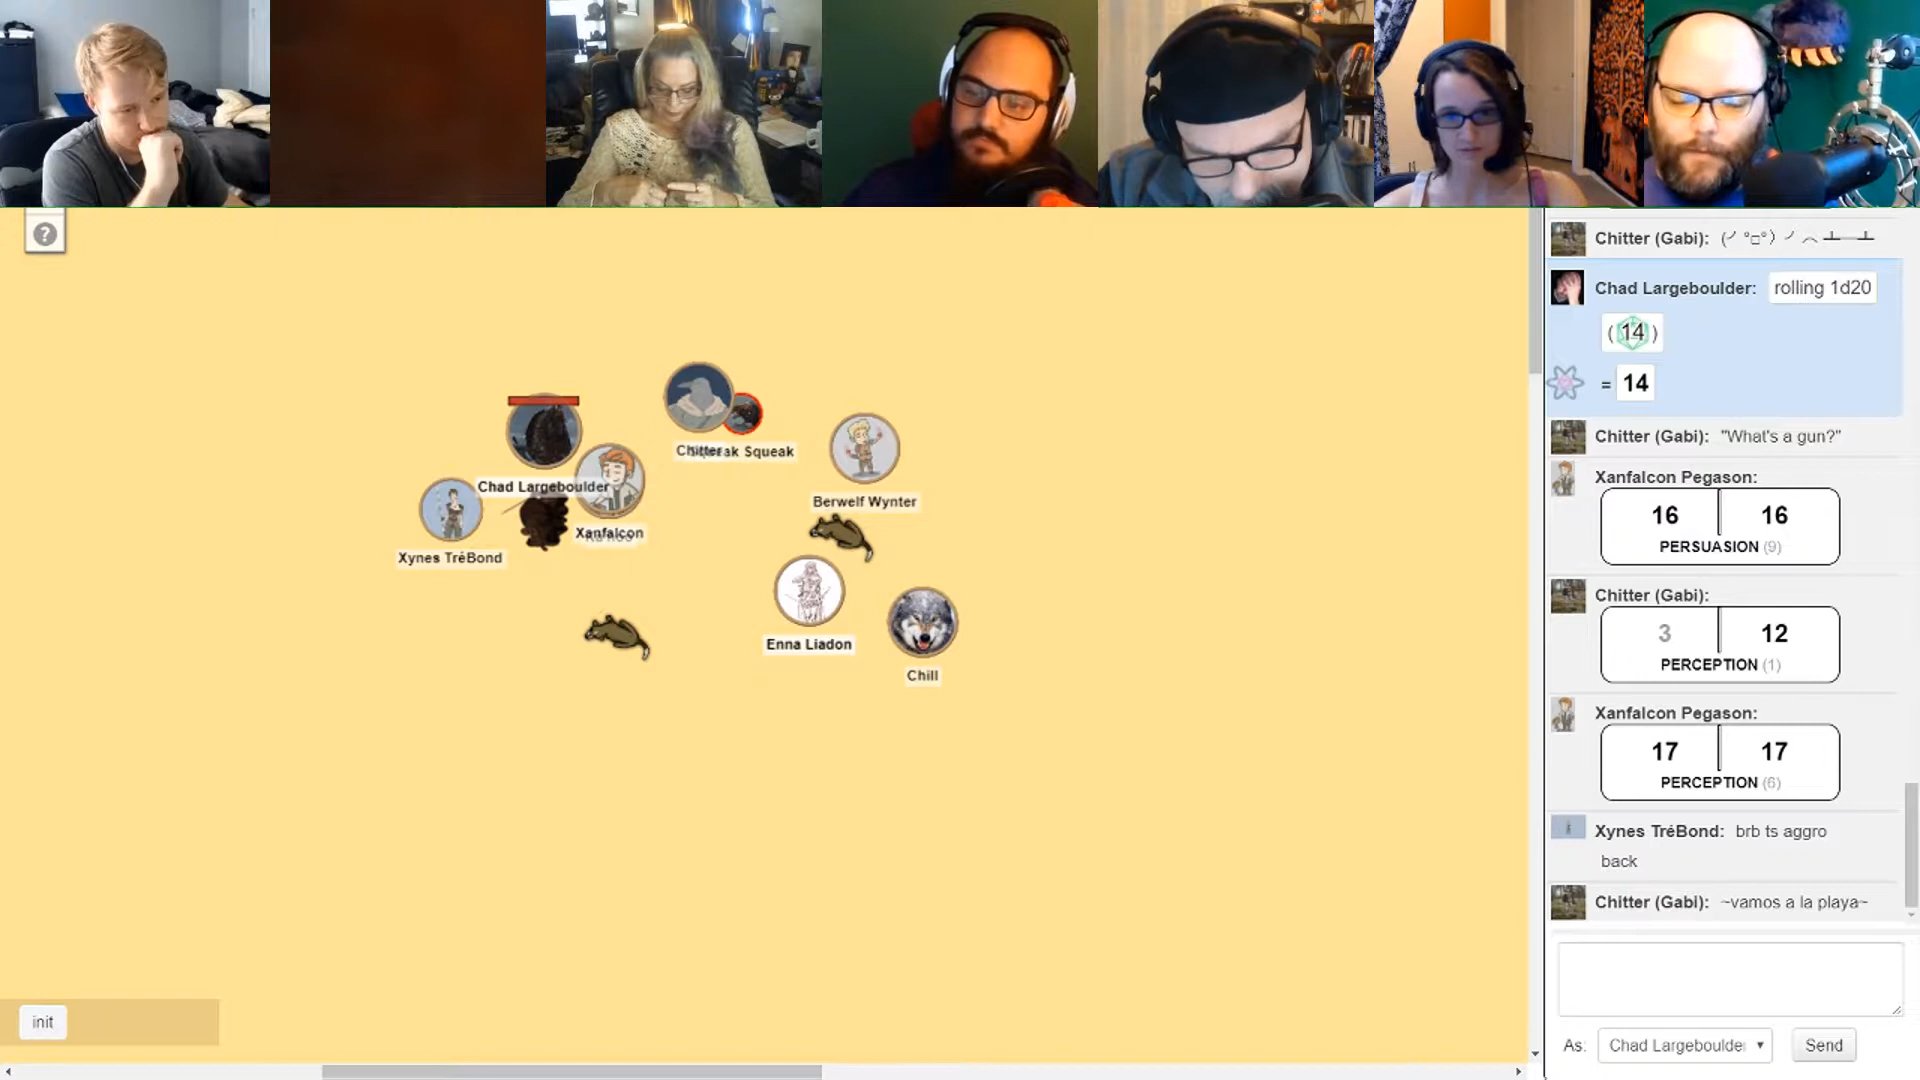 ?
Chitter (Gabi): (╯°□°)╯︵ ┻━┻
Chad Largeboulder: rolling 1d20
(14)
= 14
Chitter (Gabi): "What's a gun?"
Xanfalcon Pegason:
16 16
PERSUASION (9)
Chitter (Gabi):
3 12
PERCEPTION (1)
Xanfalcon Pegason:
17 17
PERCEPTION (6)
Xynes TréBond: brb ts aggro
back
Chitter (Gabi): ~vamos a la playa~
As: Chad Largeboulde
Send
Chitter
Squeak
Berwelf Wynter
Chad Largeboulder
Xanfalcon
Xynes TréBond
Enna Liadon
Chill
init